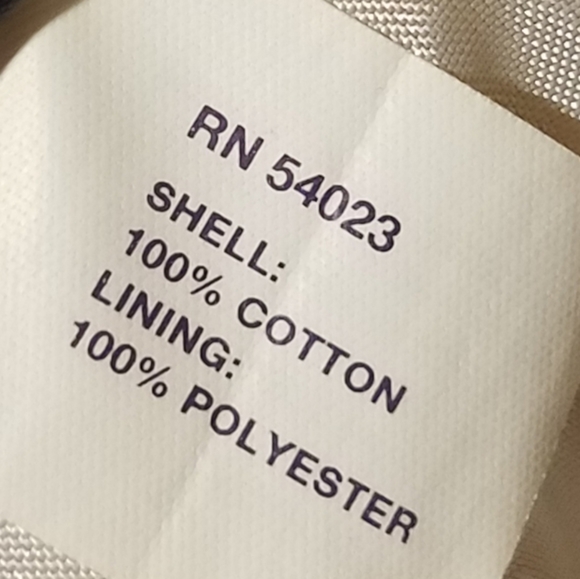 RN 54023
SHELL:
100% COTTON
LINING:
100% POLYESTER